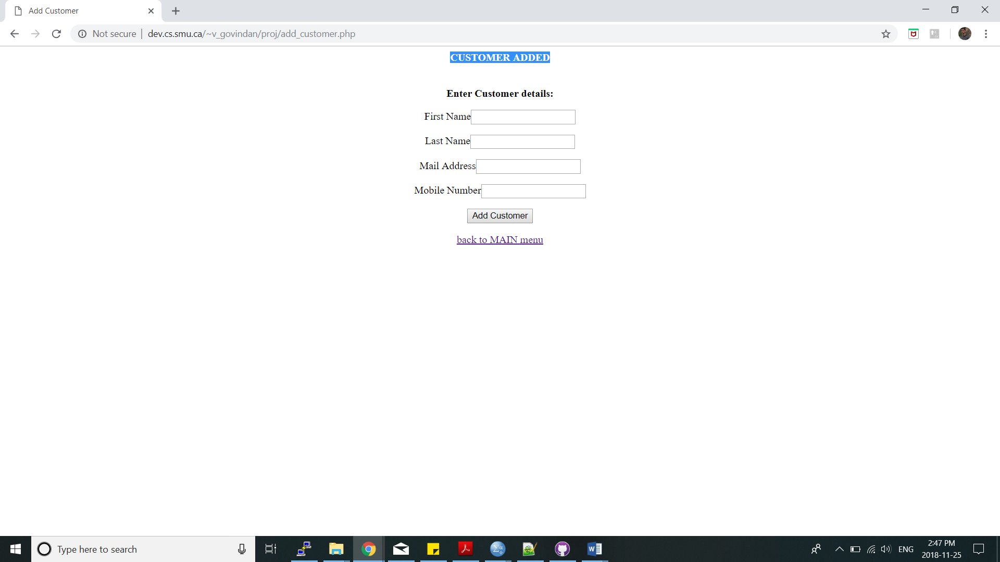 Add Customer
Not secure | dev.cs.smu.ca/~v_govindan/proj/add_customer.php
CUSTOMER ADDED
Enter Customer details:
First Name
Last Name
Mail Address
Mobile Number
Add Customer
back to MAIN menu
Type here to search
ENG
2:47 PM
2018-11-25